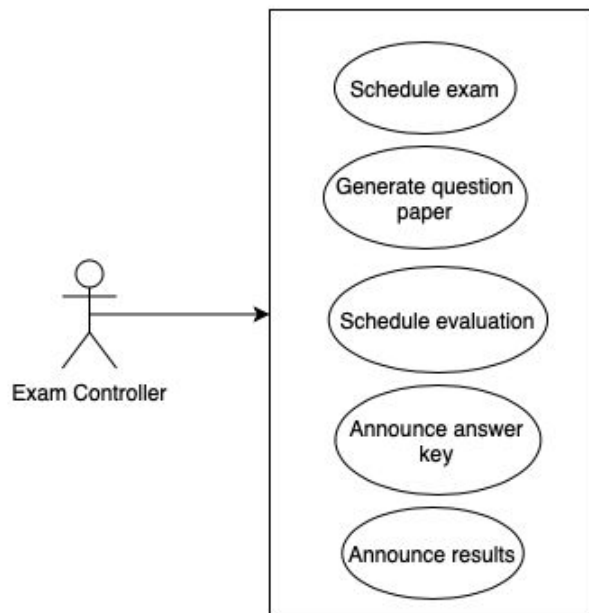 Schedule exam
Generate question
paper
Schedule evaluation
Exam Controller
Announce answer
key
Announce results